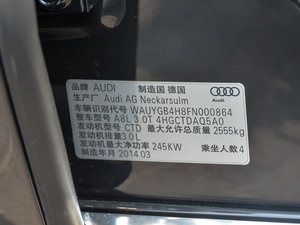 品牌 AUDI 制造国 德国
生产厂 Audi AG Neckarsulm
Audi
车辆识别代号 WAUYGB4H8FN000864
整车型号 A8L 3.0T 4HGCTDAQ5A0
发动机型号 CTD 最大允许总质量 2555kg
发动机排量3.0L
发动机最大净功率 245KW 乘坐人数4
制造年月 2014.03